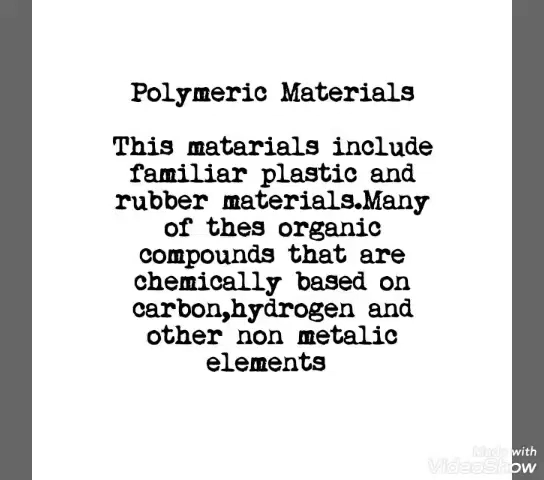 Polymeric Materials
This matarials include
familiar plastic and
rubber materials.Many
of thes organic
compounds that are
chemically based on
carbon,hydrogen and
other non metalic
elements
Made with
VideoShow